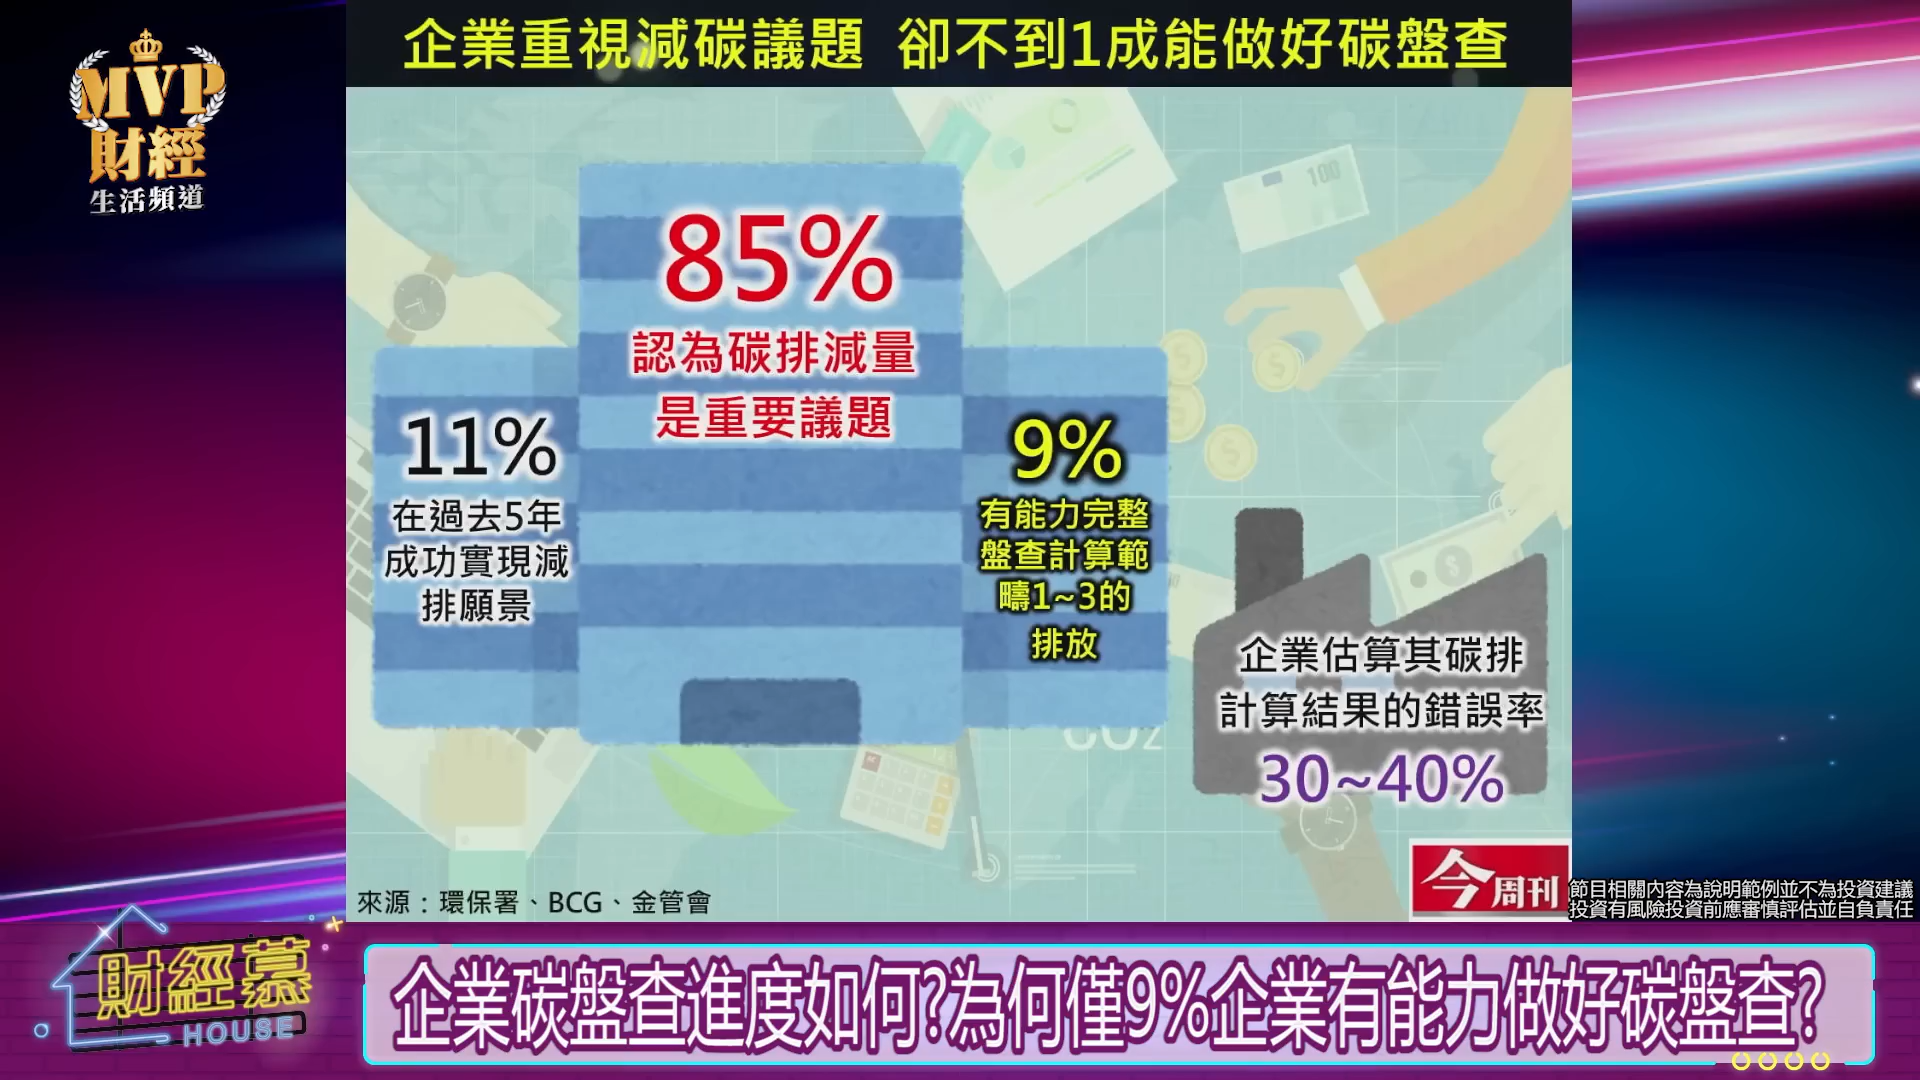 企業重視減碳議題 卻不到1成能做好碳盤查
MVP
財經
生活頻道
100
85%
認為碳排減量
是重要議題
11%
在過去5年
成功實現減
排願景
9%
有能力完整
盤查計算範
疇1~3的
排放
企業估算其碳排
計算結果的錯誤率
30~40%
CO2
來源：環保署、BCG、金管會
今周刊
節目相關內容為說明範例並不為投資建議
投資有風險投資前應審慎評估並自負責任
財經慕
HOUSE
企業碳盤查進度如何?為何僅9%企業有能力做好碳盤查?